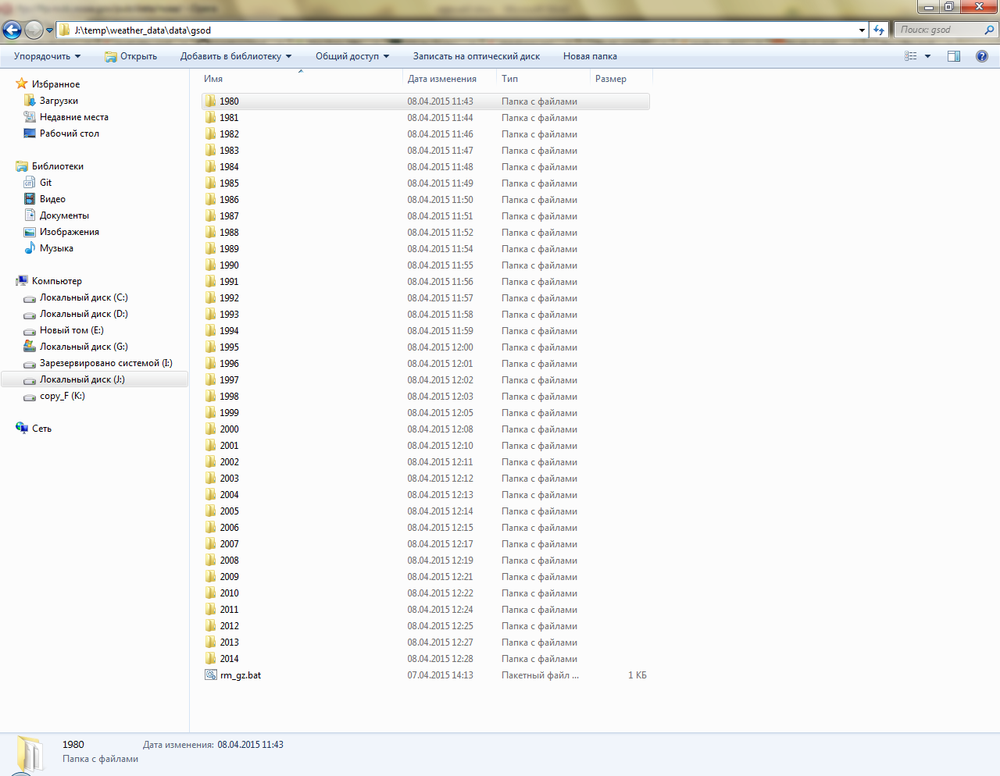 J:\temp\weather_data\data\gsod
Поиск: gsod
Упорядочить Открыть Добавить в библиотеку Общий доступ Записать на оптический диск Новая папка
Избранное
Загрузки
Недавние места
Рабочий стол
Библиотеки
Git
Видео
Документы
Изображения
Музыка
Компьютер
Локальный диск (C:)
Локальный диск (D:)
Новый том (E:)
Локальный диск (G:)
Зарезервировано системой (I:)
Локальный диск (J:)
copy_F (K:)
Сеть
Имя Дата изменения Тип Размер
1980 08.04.2015 11:43 Папка с файлами
1981 08.04.2015 11:44 Папка с файлами
1982 08.04.2015 11:46 Папка с файлами
1983 08.04.2015 11:47 Папка с файлами
1984 08.04.2015 11:48 Папка с файлами
1985 08.04.2015 11:49 Папка с файлами
1986 08.04.2015 11:50 Папка с файлами
1987 08.04.2015 11:51 Папка с файлами
1988 08.04.2015 11:52 Папка с файлами
1989 08.04.2015 11:54 Папка с файлами
1990 08.04.2015 11:55 Папка с файлами
1991 08.04.2015 11:56 Папка с файлами
1992 08.04.2015 11:57 Папка с файлами
1993 08.04.2015 11:58 Папка с файлами
1994 08.04.2015 11:59 Папка с файлами
1995 08.04.2015 12:00 Папка с файлами
1996 08.04.2015 12:01 Папка с файлами
1997 08.04.2015 12:02 Папка с файлами
1998 08.04.2015 12:03 Папка с файлами
1999 08.04.2015 12:05 Папка с файлами
2000 08.04.2015 12:08 Папка с файлами
2001 08.04.2015 12:10 Папка с файлами
2002 08.04.2015 12:11 Папка с файлами
2003 08.04.2015 12:12 Папка с файлами
2004 08.04.2015 12:13 Папка с файлами
2005 08.04.2015 12:14 Папка с файлами
2006 08.04.2015 12:15 Папка с файлами
2007 08.04.2015 12:17 Папка с файлами
2008 08.04.2015 12:19 Папка с файлами
2009 08.04.2015 12:21 Папка с файлами
2010 08.04.2015 12:22 Папка с файлами
2011 08.04.2015 12:24 Папка с файлами
2012 08.04.2015 12:25 Папка с файлами
2013 08.04.2015 12:27 Папка с файлами
2014 08.04.2015 12:28 Папка с файлами
rm_gz.bat 07.04.2015 14:13 Пакетный файл ... 1 КБ
1980 Дата изменения: 08.04.2015 11:43
Папка с файлами